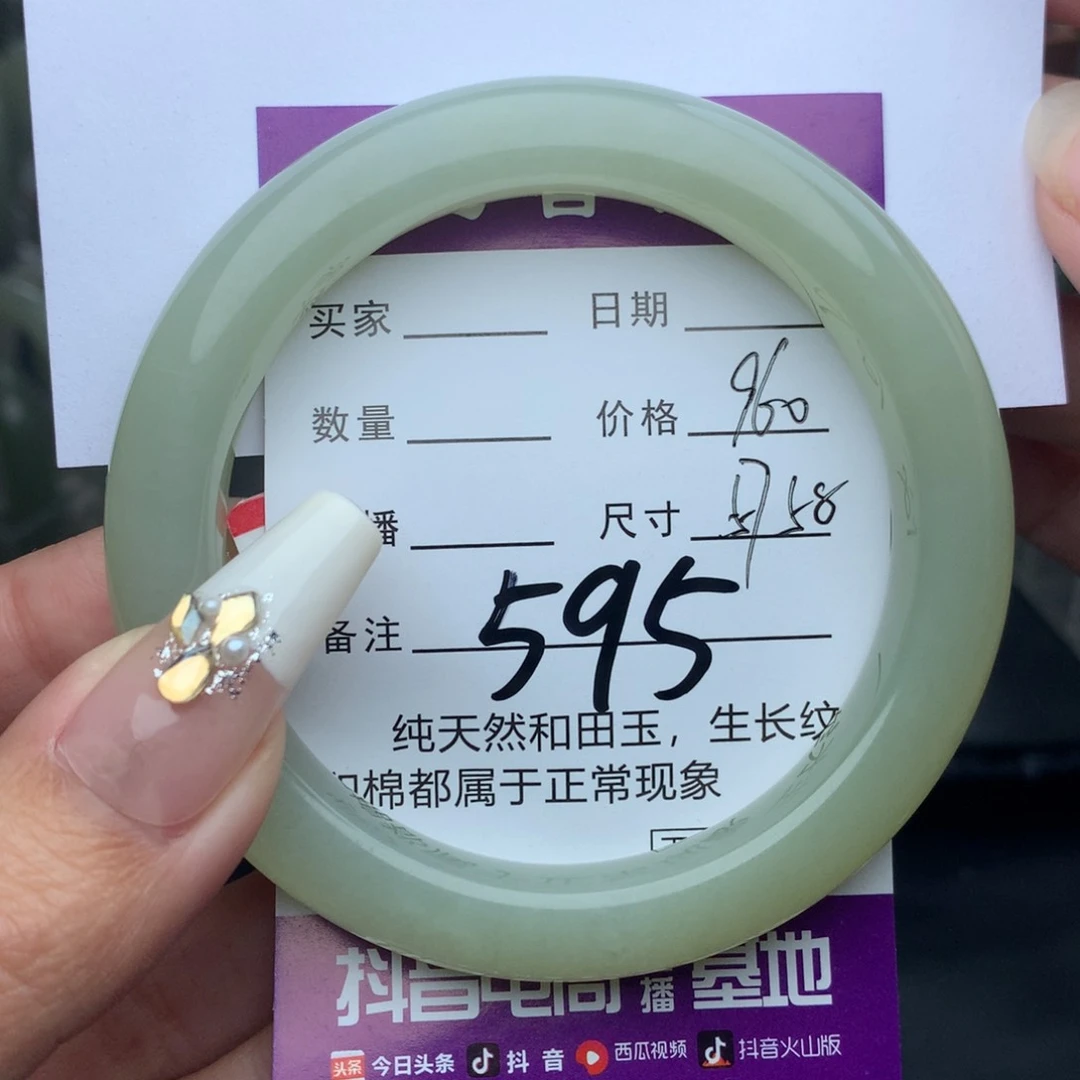 买家 日期
数量 价格 960
播 尺寸 57 58
备注 595
纯天然和田玉，生长纹
和棉都属于正常现象
抖音电商直播基地
头条 今日头条 抖音 西瓜视频 抖音火山版